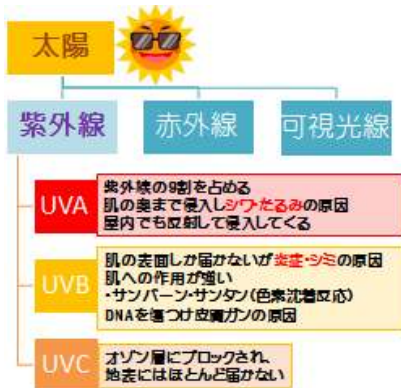 太陽
紫外線
赤外線
可視光線
UVA
紫外線の9割を占める
肌の奥まで侵入しシワ・たるみの原因
屋内でも反射して侵入してくる
UVB
肌の表面しか届かないが炎症・シミの原因
肌への作用が強い
・サンバーン・サンタン(色素沈着反応)
DNAを傷つけ皮膚ガンの原因
UVC
オゾン層にブロックされ、
地表にはほとんど届かない